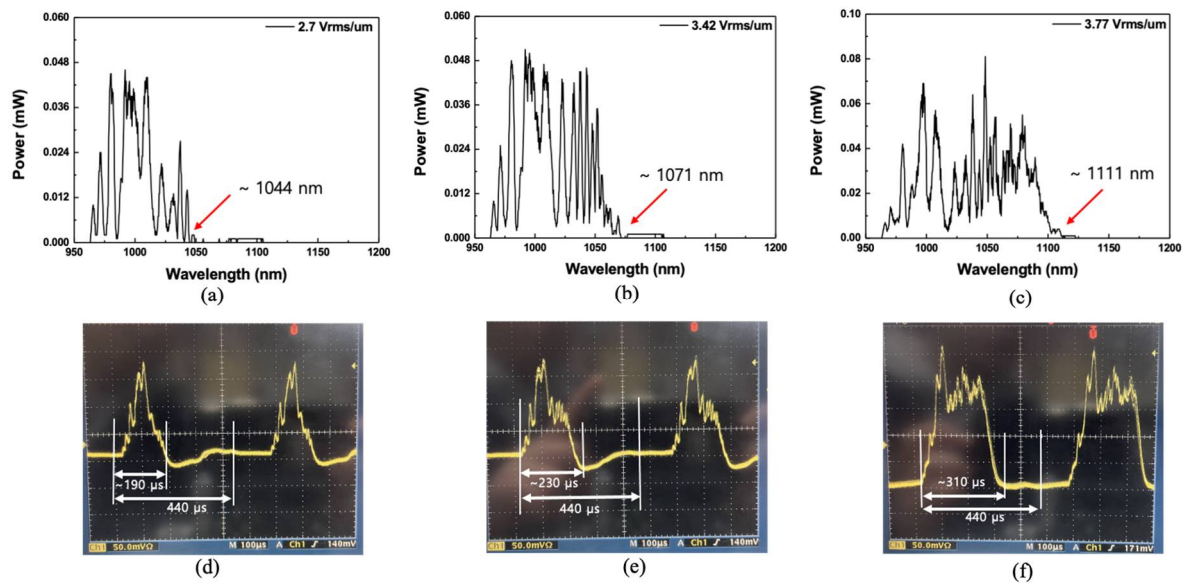 (a)
0.060
0.048
0.036
0.024
0.012
0.000
Power (mW)
2.7 Vrms/um
~ 1044 nm
950 1000 1050 1100 1150 1200
Wavelength (nm)
(a)
(b)
0.060
0.048
0.036
0.024
0.012
0.000
Power (mW)
3.42 Vrms/um
~ 1071 nm
950 1000 1050 1100 1150 1200
Wavelength (nm)
(b)
(c)
0.10
0.08
0.06
0.04
0.02
0.00
Power (mW)
3.77 Vrms/um
~ 1111 nm
950 1000 1050 1100 1150 1200
Wavelength (nm)
(c)
~190 µs
440 µs
Ch1 50.0mVΩ M 100µs A Ch1 140mV
(d)
~230 µs
440 µs
Ch1 50.0mVΩ M 100µs A Ch1 140mV
(e)
~310 µs
440 µs
Ch1 50.0mVΩ M 100µs A Ch1 171mV
(f)